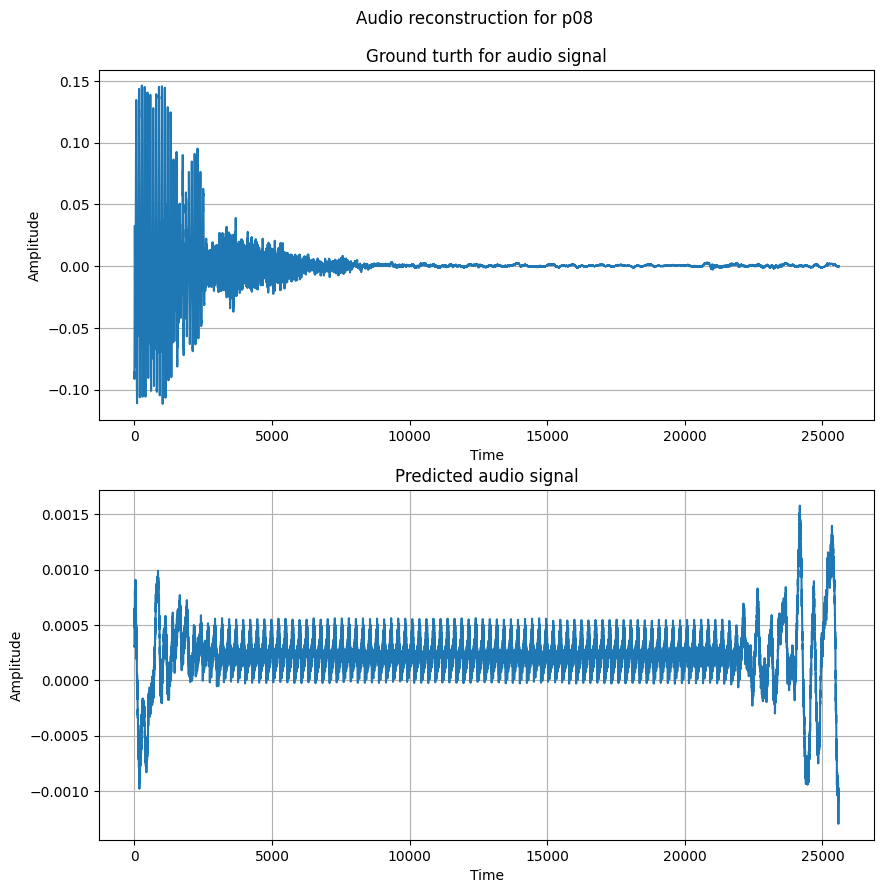 Audio reconstruction for p08
Ground turth for audio signal
0.15
0.10
0.05
0.00
−0.05
−0.10
Amplitude
0 5000 10000 15000 20000 25000
Time
Predicted audio signal
0.0015
0.0010
0.0005
0.0000
−0.0005
−0.0010
Amplitude
0 5000 10000 15000 20000 25000
Time